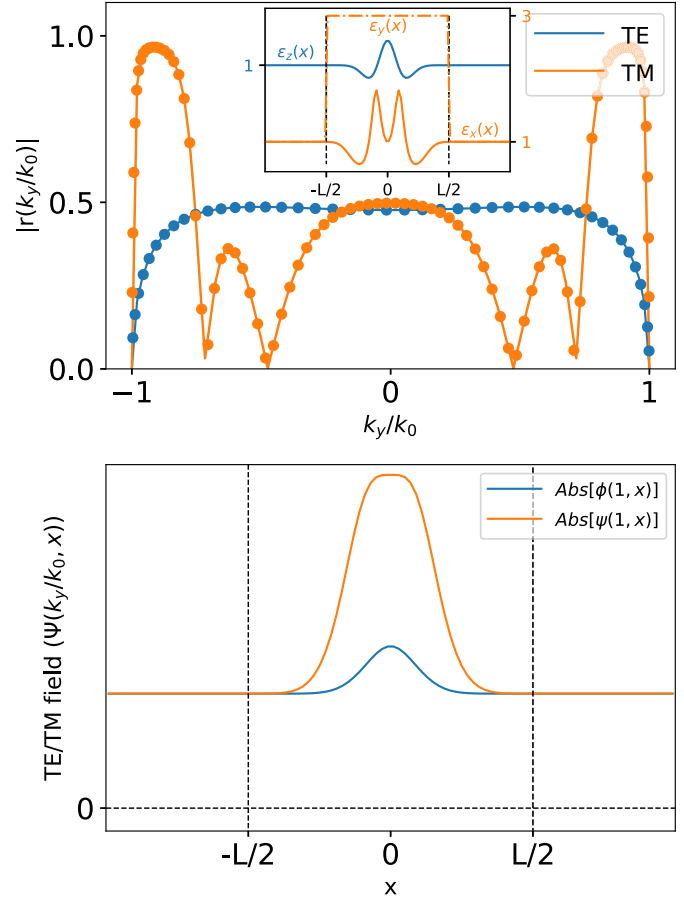 1.0
0.5
0.0
|r(k_y/k_0)|
−1
0
1
k_y/k_0
TE
TM
ε_z(x)
ε_y(x)
ε_x(x)
1
3
1
-L/2
0
L/2
TE/TM field (Ψ(k_y/k_0, x))
0
Abs[ϕ(1, x)]
Abs[ψ(1, x)]
-L/2
0
L/2
x